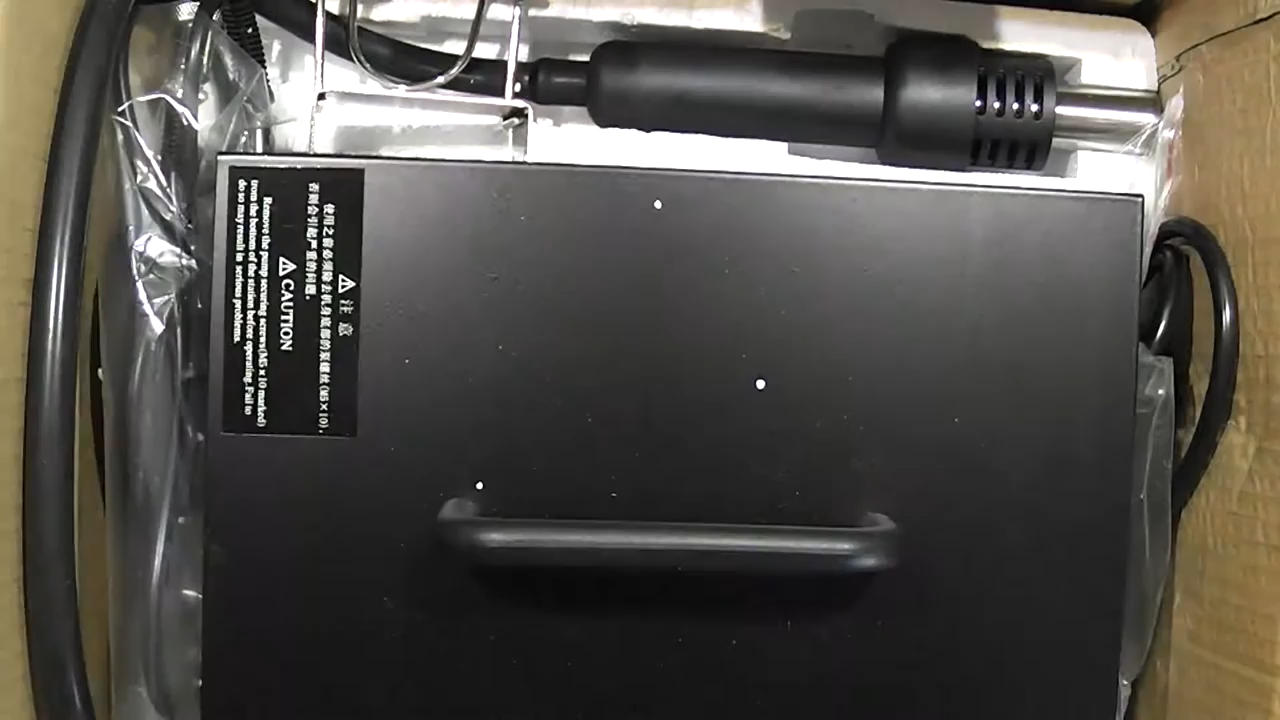 ⚠ 注 意
使用之前必须除去机身底部的泵螺丝(M5×10),
否则会引起严重的问题。
⚠ CAUTION
Remove the pump securing screws(M5 x 10 marked)
from the bottom of the station before operating.Fail to
do so may result in serious problems.